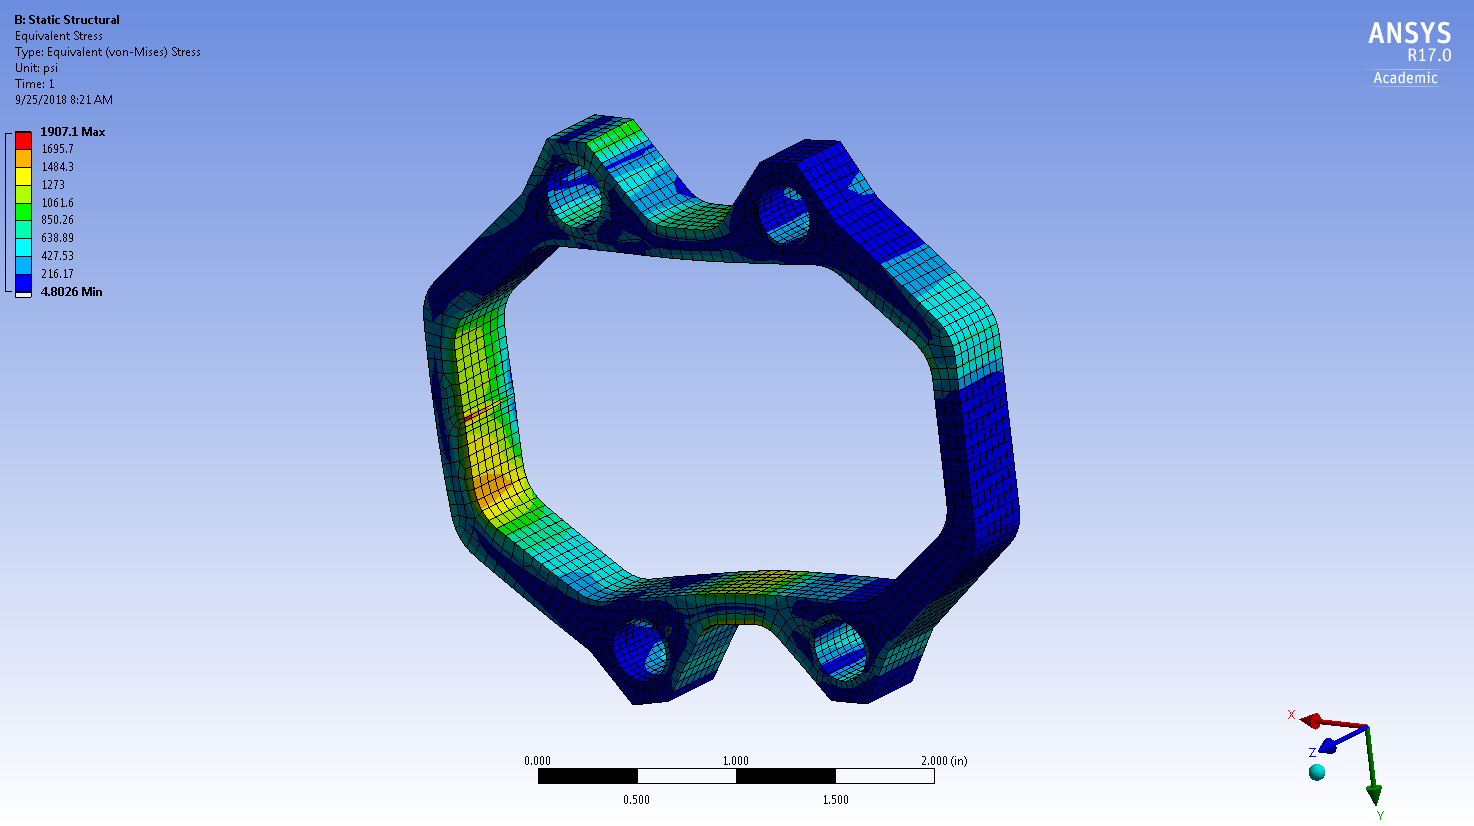 B: Static Structural
Equivalent Stress
Type: Equivalent (von-Mises) Stress
Unit: psi
Time: 1
9/25/2018 8:21 AM
1907.1 Max
1695.7
1484.3
1273
1061.6
850.26
638.89
427.53
216.17
4.8026 Min
ANSYS
R17.0
Academic
0.000 1.000 2.000 (in)
0.500 1.500
X
Z
Y